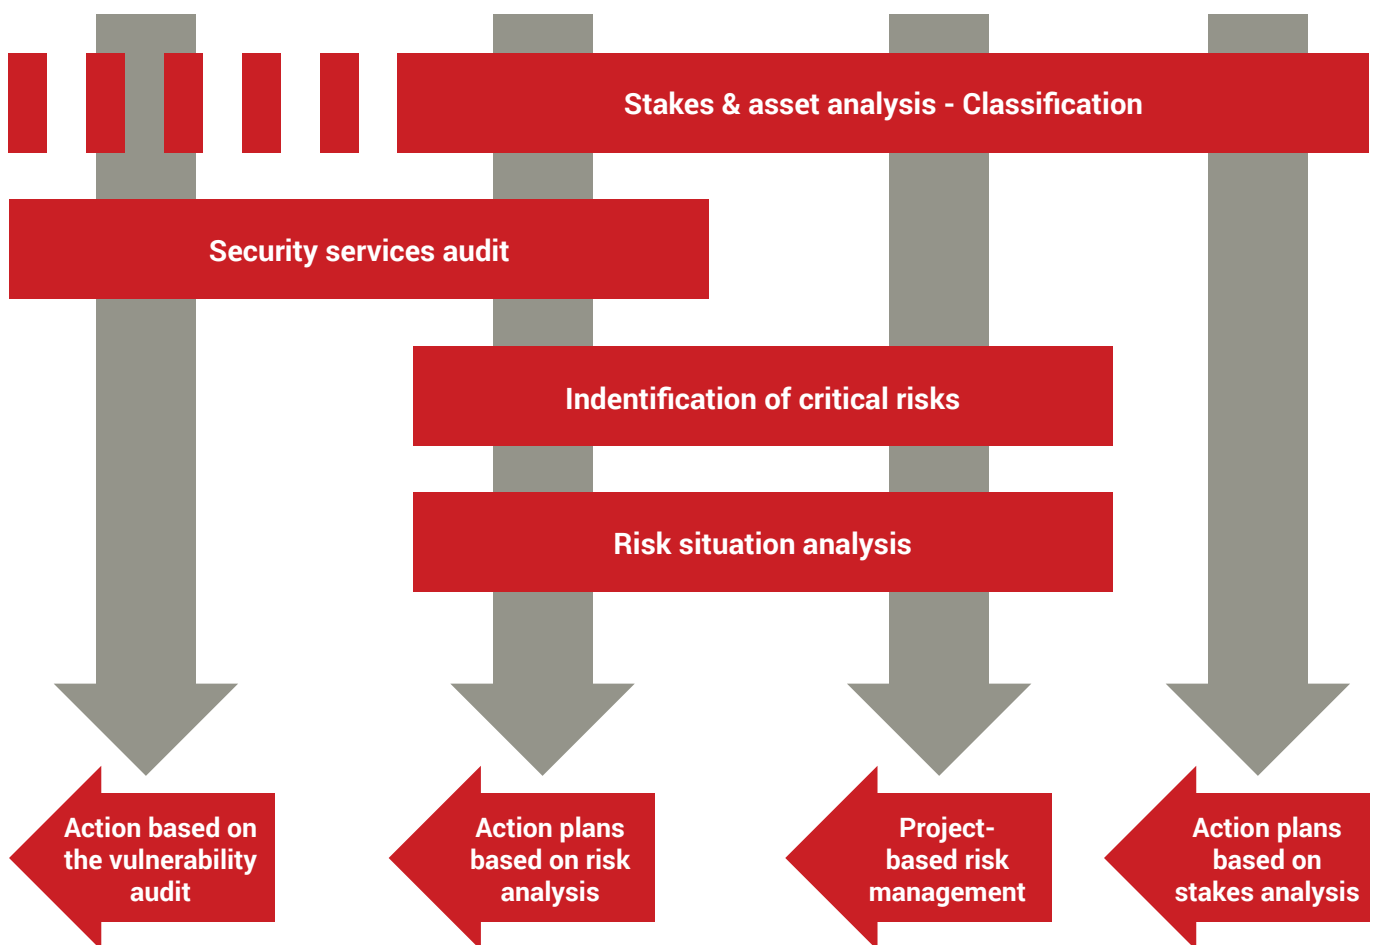 Stakes & asset analysis - Classification
Security services audit
Indentification of critical risks
Risk situation analysis
Action based on
the vulnerability
audit
Action plans
based on risk
analysis
Project-
based risk
management
Action plans
based on
stakes analysis